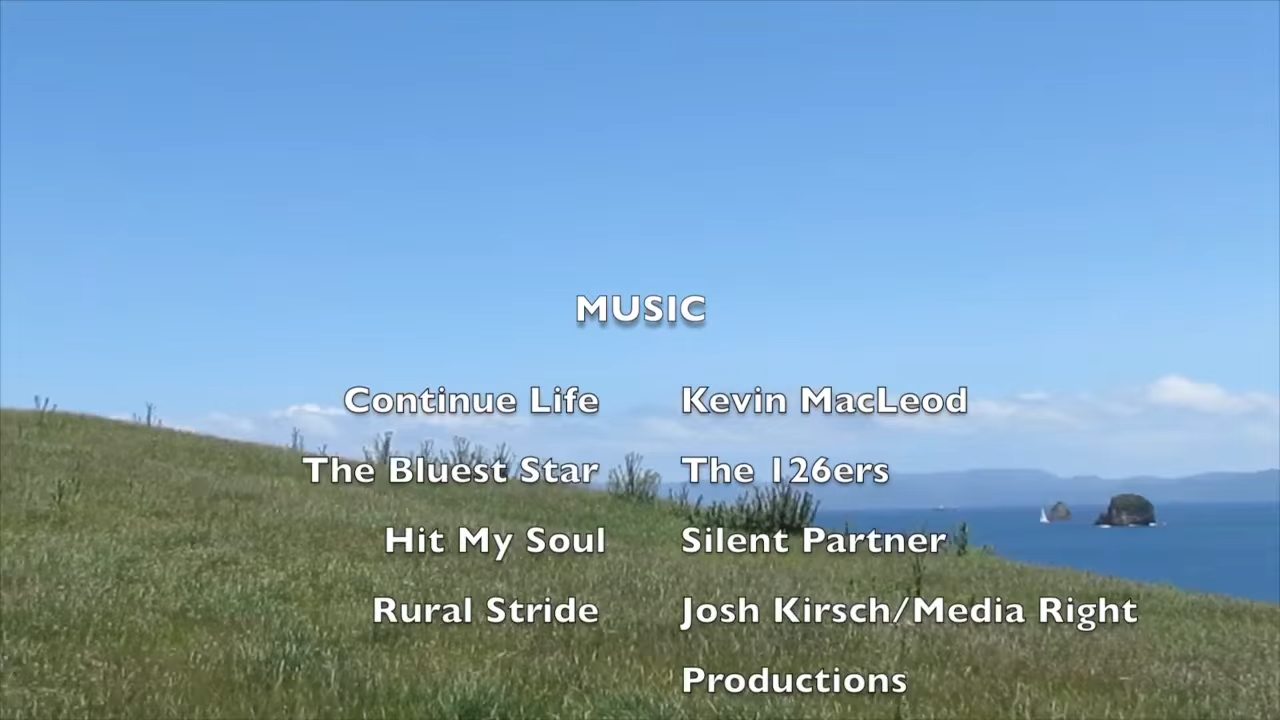 MUSIC
Continue Life Kevin MacLeod
The Bluest Star The 126ers
Hit My Soul Silent Partner
Rural Stride Josh Kirsch/Media Right
Productions